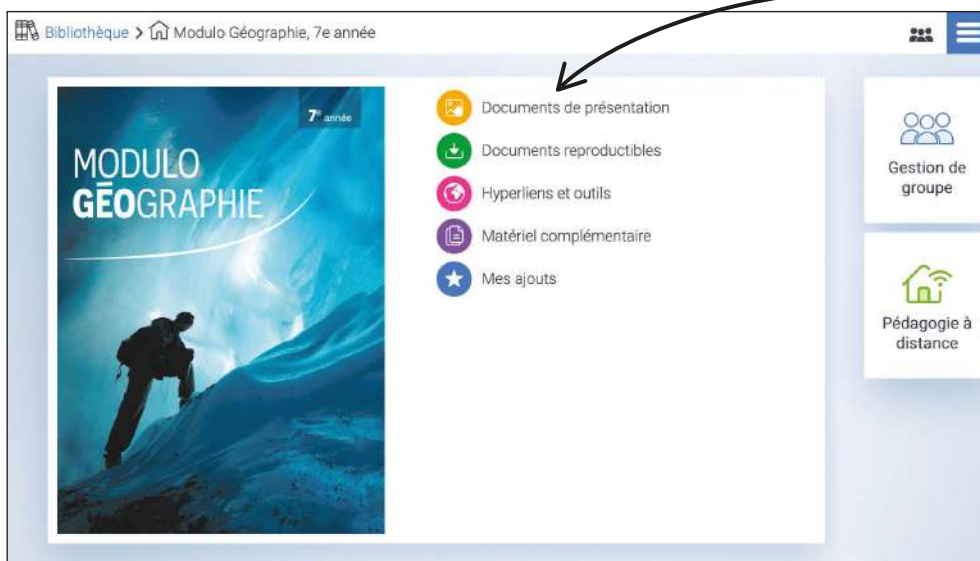 Bibliothèque > Modulo Géographie, 7e année
7e année
MODULO
GÉOGRAPHIE
Documents de présentation
Documents reproductibles
Hyperliens et outils
Matériel complémentaire
Mes ajouts
Gestion de
groupe
Pédagogie à
distance